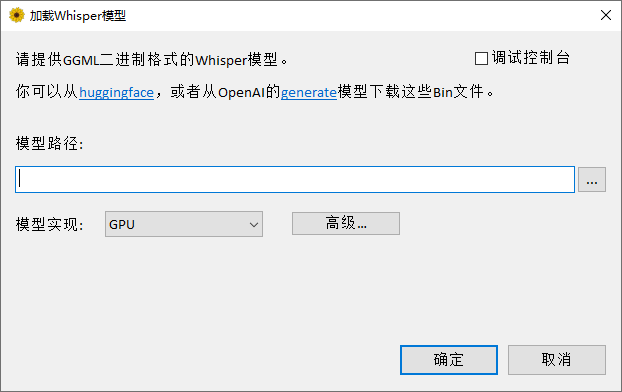 加载Whisper模型
请提供GGML二进制格式的Whisper模型。
调试控制台
你可以从huggingface，或者从OpenAI的generate模型下载这些Bin文件。
模型路径:
...
模型实现:
GPU
高级...
确定
取消